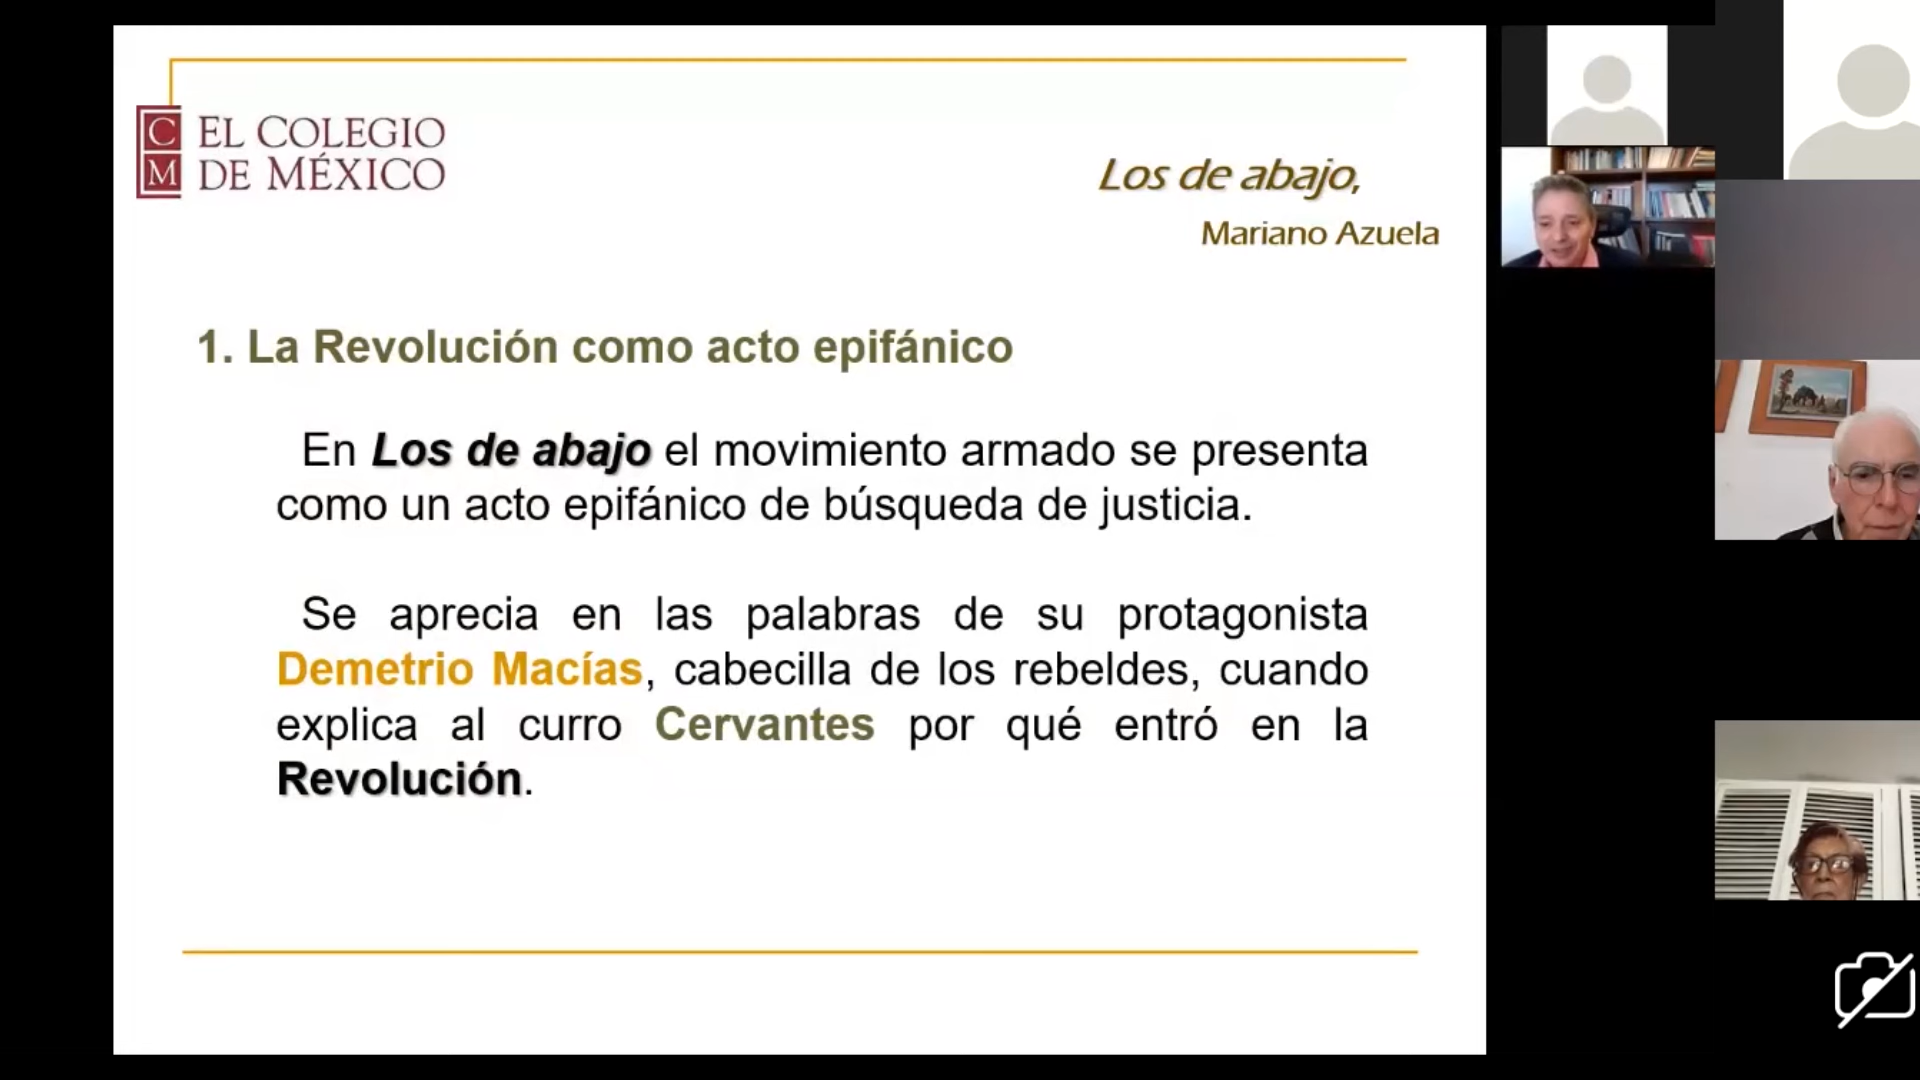 C
M
EL COLEGIO
DE MÉXICO
Los de abajo,
Mariano Azuela
1. La Revolución como acto epifánico
En Los de abajo el movimiento armado se presenta
como un acto epifánico de búsqueda de justicia.
Se aprecia en las palabras de su protagonista
Demetrio Macías, cabecilla de los rebeldes, cuando
explica al curro Cervantes por qué entró en la
Revolución.